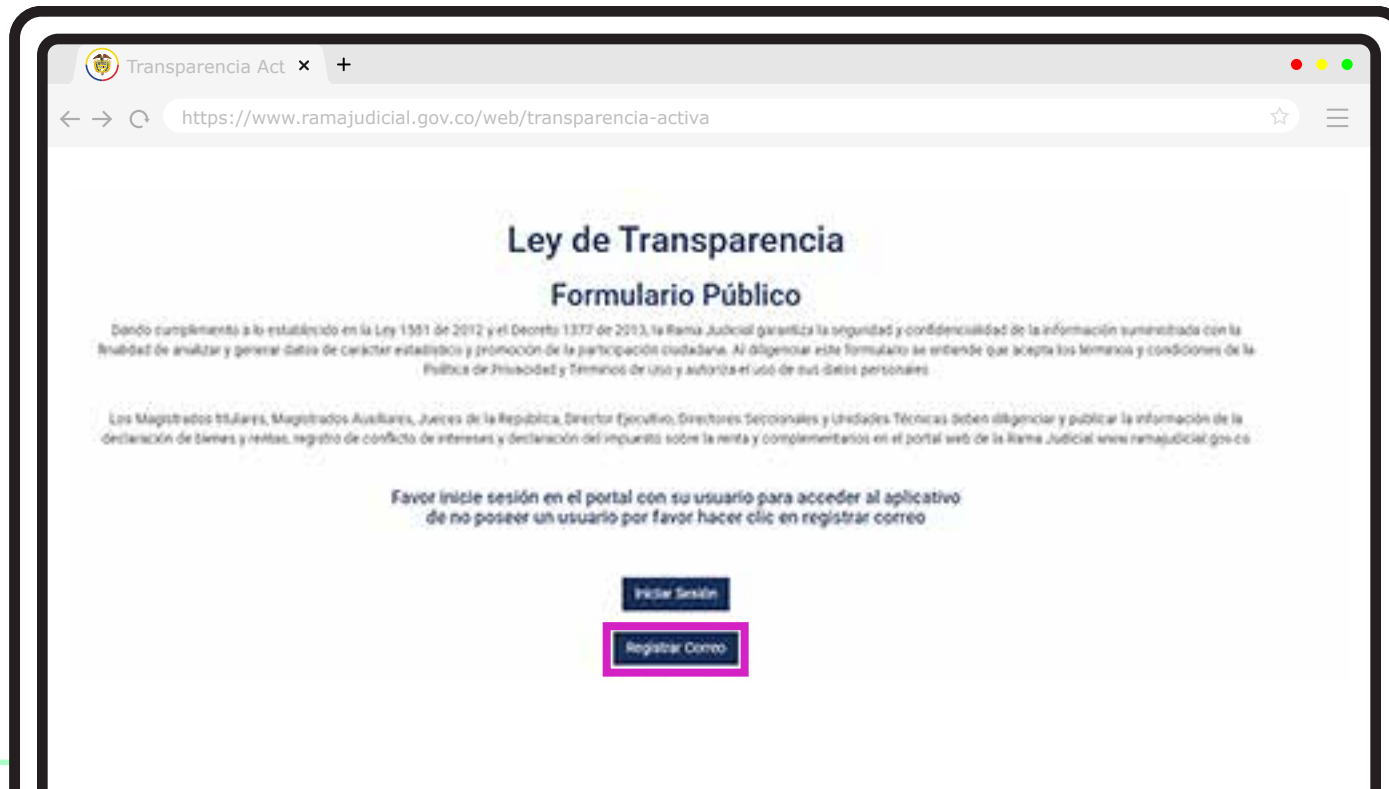 Transparencia Act × +
https://www.ramajudicial.gov.co/web/transparencia-activa
Ley de Transparencia
Formulario Público
Dando cumplimento a lo establecido en la Ley 1581 de 2012 y el Decreto 1377 de 2013, la Rama Judicial garantiza la seguridad y confidencialidad de la información suministrada con la
finalidad de analizar y generar datos de carácter estadístico y promoción de la participación ciudadana. Al diligenciar este formulario se entiende que acepta los términos y condiciones de la
Política de Privacidad y Términos de Uso y autoriza el uso de sus datos personales
Los Magistrados titulares, Magistrados Auxiliares, Jueces de la República, Director Ejecutivo, Directores Seccionales y Unidades Técnicas deben diligenciar y publicar la información de la
declaración de bienes y rentas, registro de conflicto de intereses y declaración del impuesto sobre la renta y complementarios en el portal web de la Rama Judicial www.ramajudicial.gov.co
Favor inicie sesión en el portal con su usuario para acceder al aplicativo
de no poseer un usuario por favor hacer clic en registrar correo
Iniciar Sesión
Registrar Correo